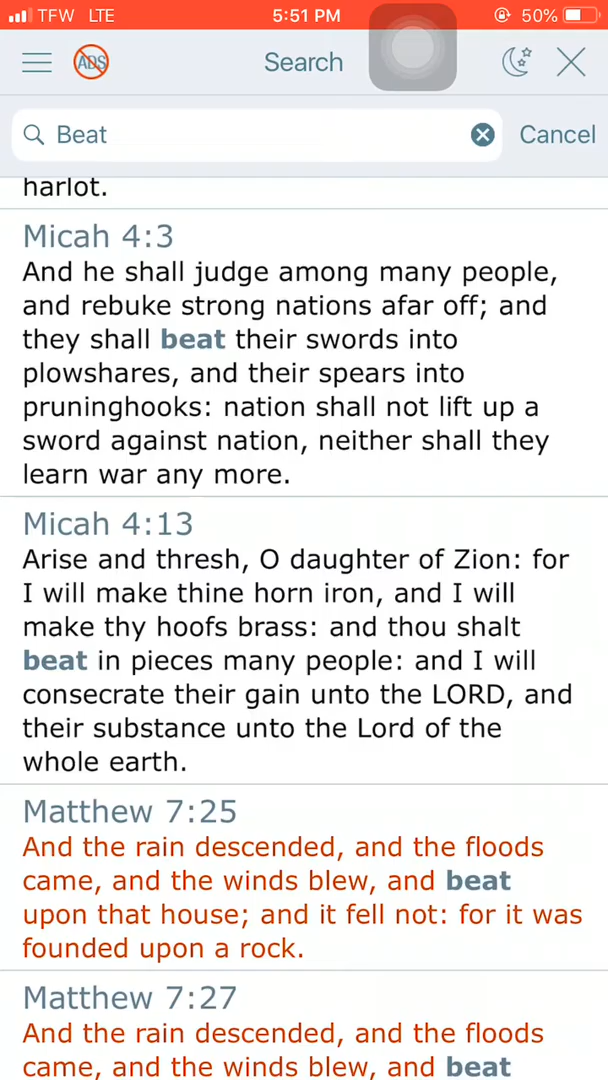 TFW LTE 5:51 PM 50%
ADS Search
Beat Cancel
harlot.
Micah 4:3
And he shall judge among many people,
and rebuke strong nations afar off; and
they shall beat their swords into
plowshares, and their spears into
pruninghooks: nation shall not lift up a
sword against nation, neither shall they
learn war any more.
Micah 4:13
Arise and thresh, O daughter of Zion: for
I will make thine horn iron, and I will
make thy hoofs brass: and thou shalt
beat in pieces many people: and I will
consecrate their gain unto the LORD, and
their substance unto the Lord of the
whole earth.
Matthew 7:25
And the rain descended, and the floods
came, and the winds blew, and beat
upon that house; and it fell not: for it was
founded upon a rock.
Matthew 7:27
And the rain descended, and the floods
came, and the winds blew, and beat